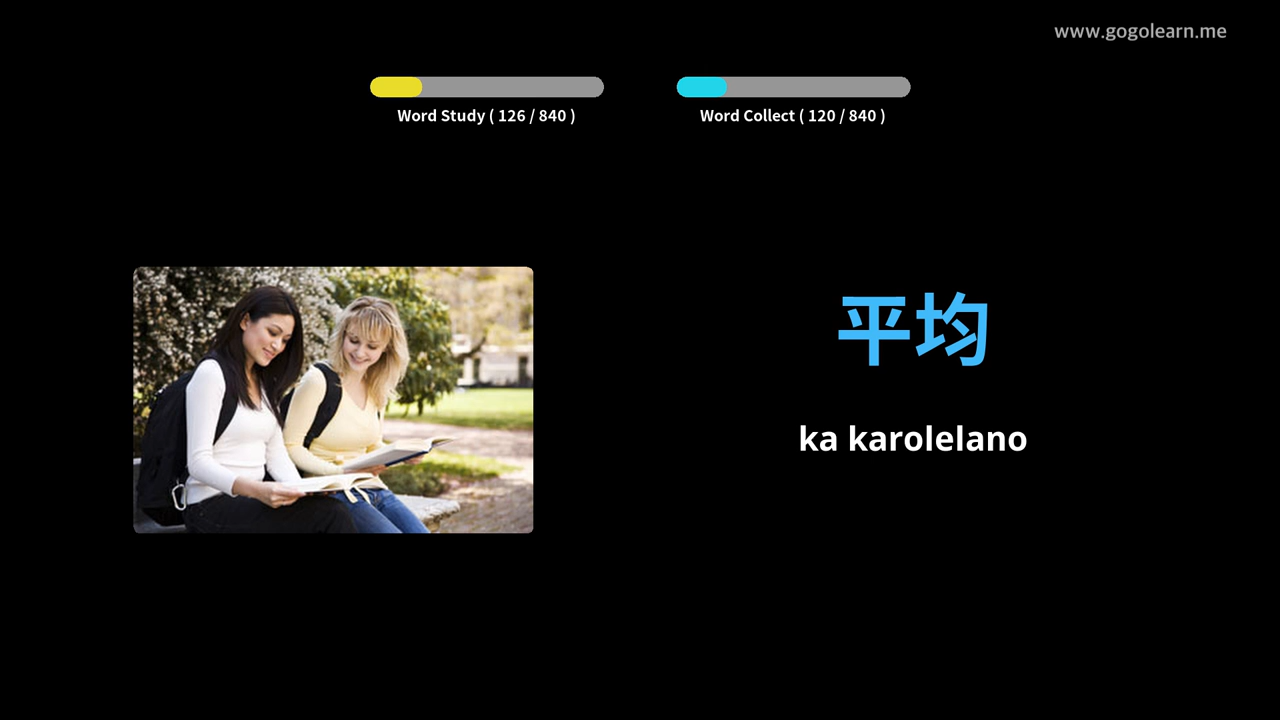 www.gogolearn.me
Word Study ( 126 / 840 )
Word Collect ( 120 / 840 )
平均
ka karolelano